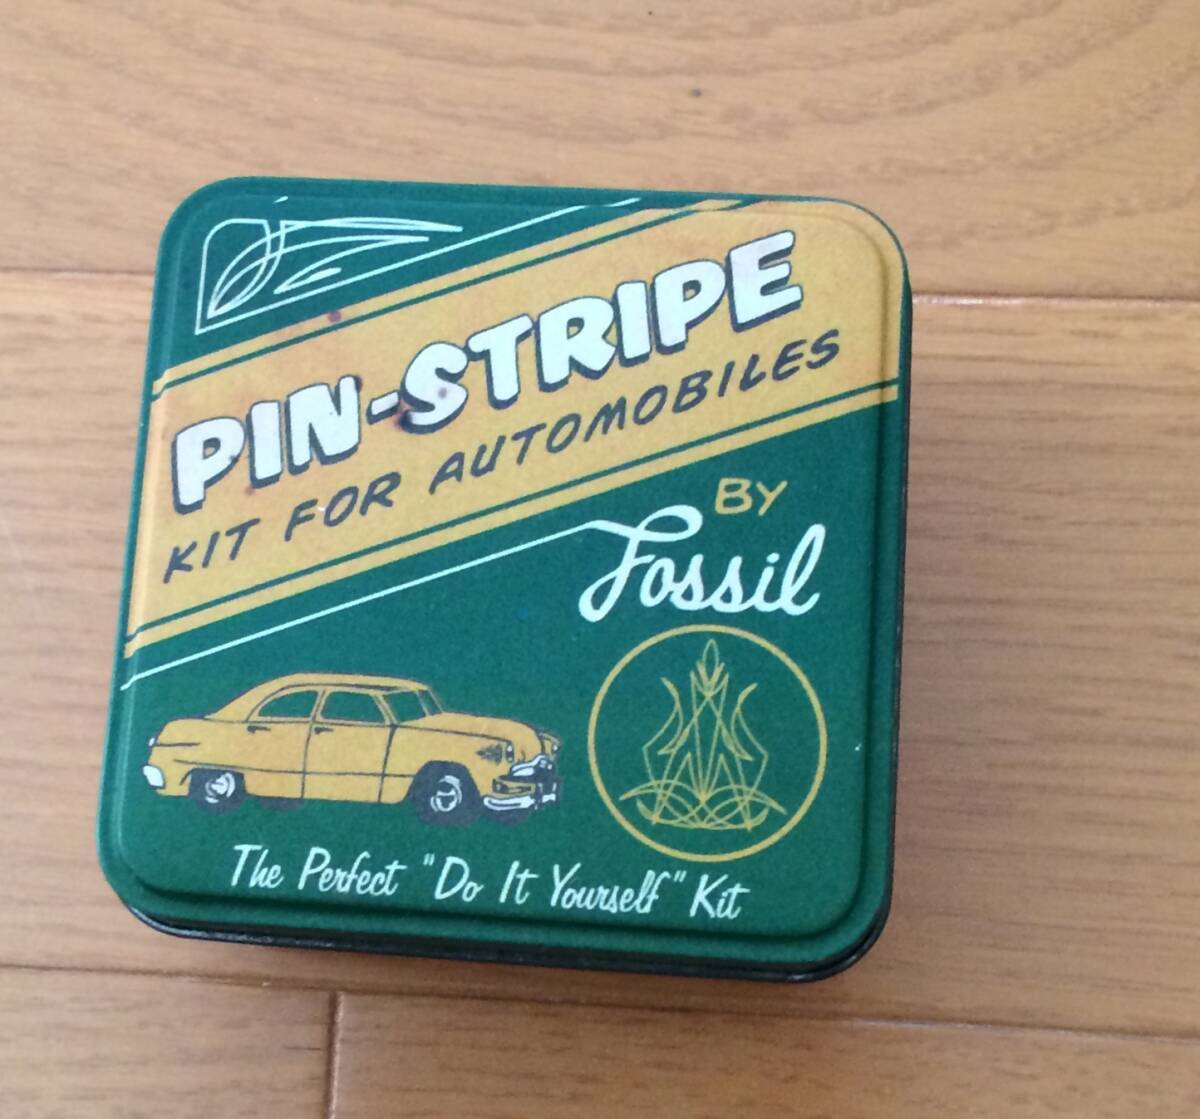 PIN-STRIPE
KIT FOR AUTOMOBILES
BY
Fossil
The Perfect "Do It Yourself" Kit